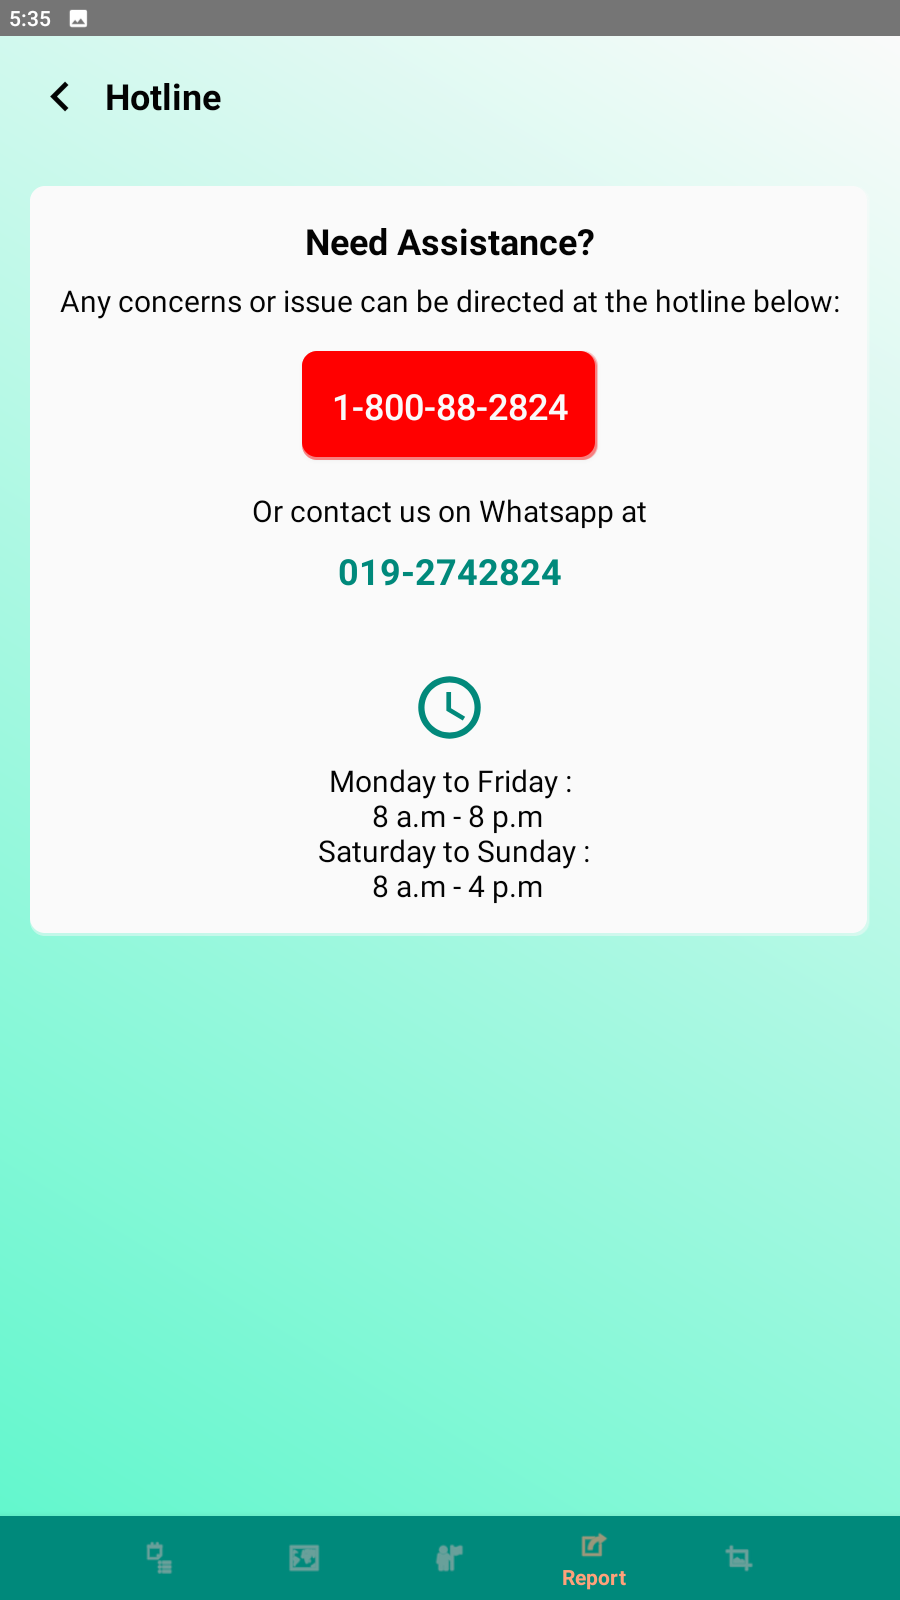 5:35
Hotline
Need Assistance?
Any concerns or issue can be directed at the hotline below:
1-800-88-2824
Or contact us on Whatsapp at
019-2742824
Monday to Friday :
8 a.m - 8 p.m
Saturday to Sunday :
8 a.m - 4 p.m
Report